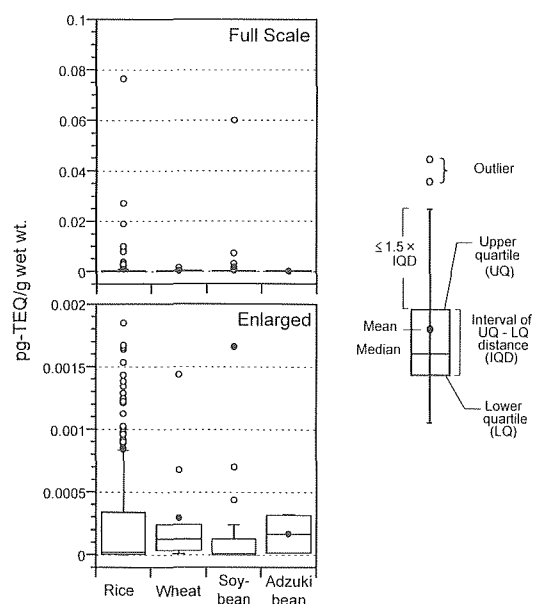 pg-TEQ/g wet wt.
Full Scale
0.1
0.08
0.06
0.04
0.02
0
Enlarged
0.002
0.0015
0.001
0.0005
0
Rice
Wheat
Soy-
bean
Adzuki
bean
Outlier
≤ 1.5 ×
IQD
Upper
quartile
(UQ)
Mean
Median
Interval of
UQ - LQ
distance
(IQD)
Lower
quartile
(LQ)